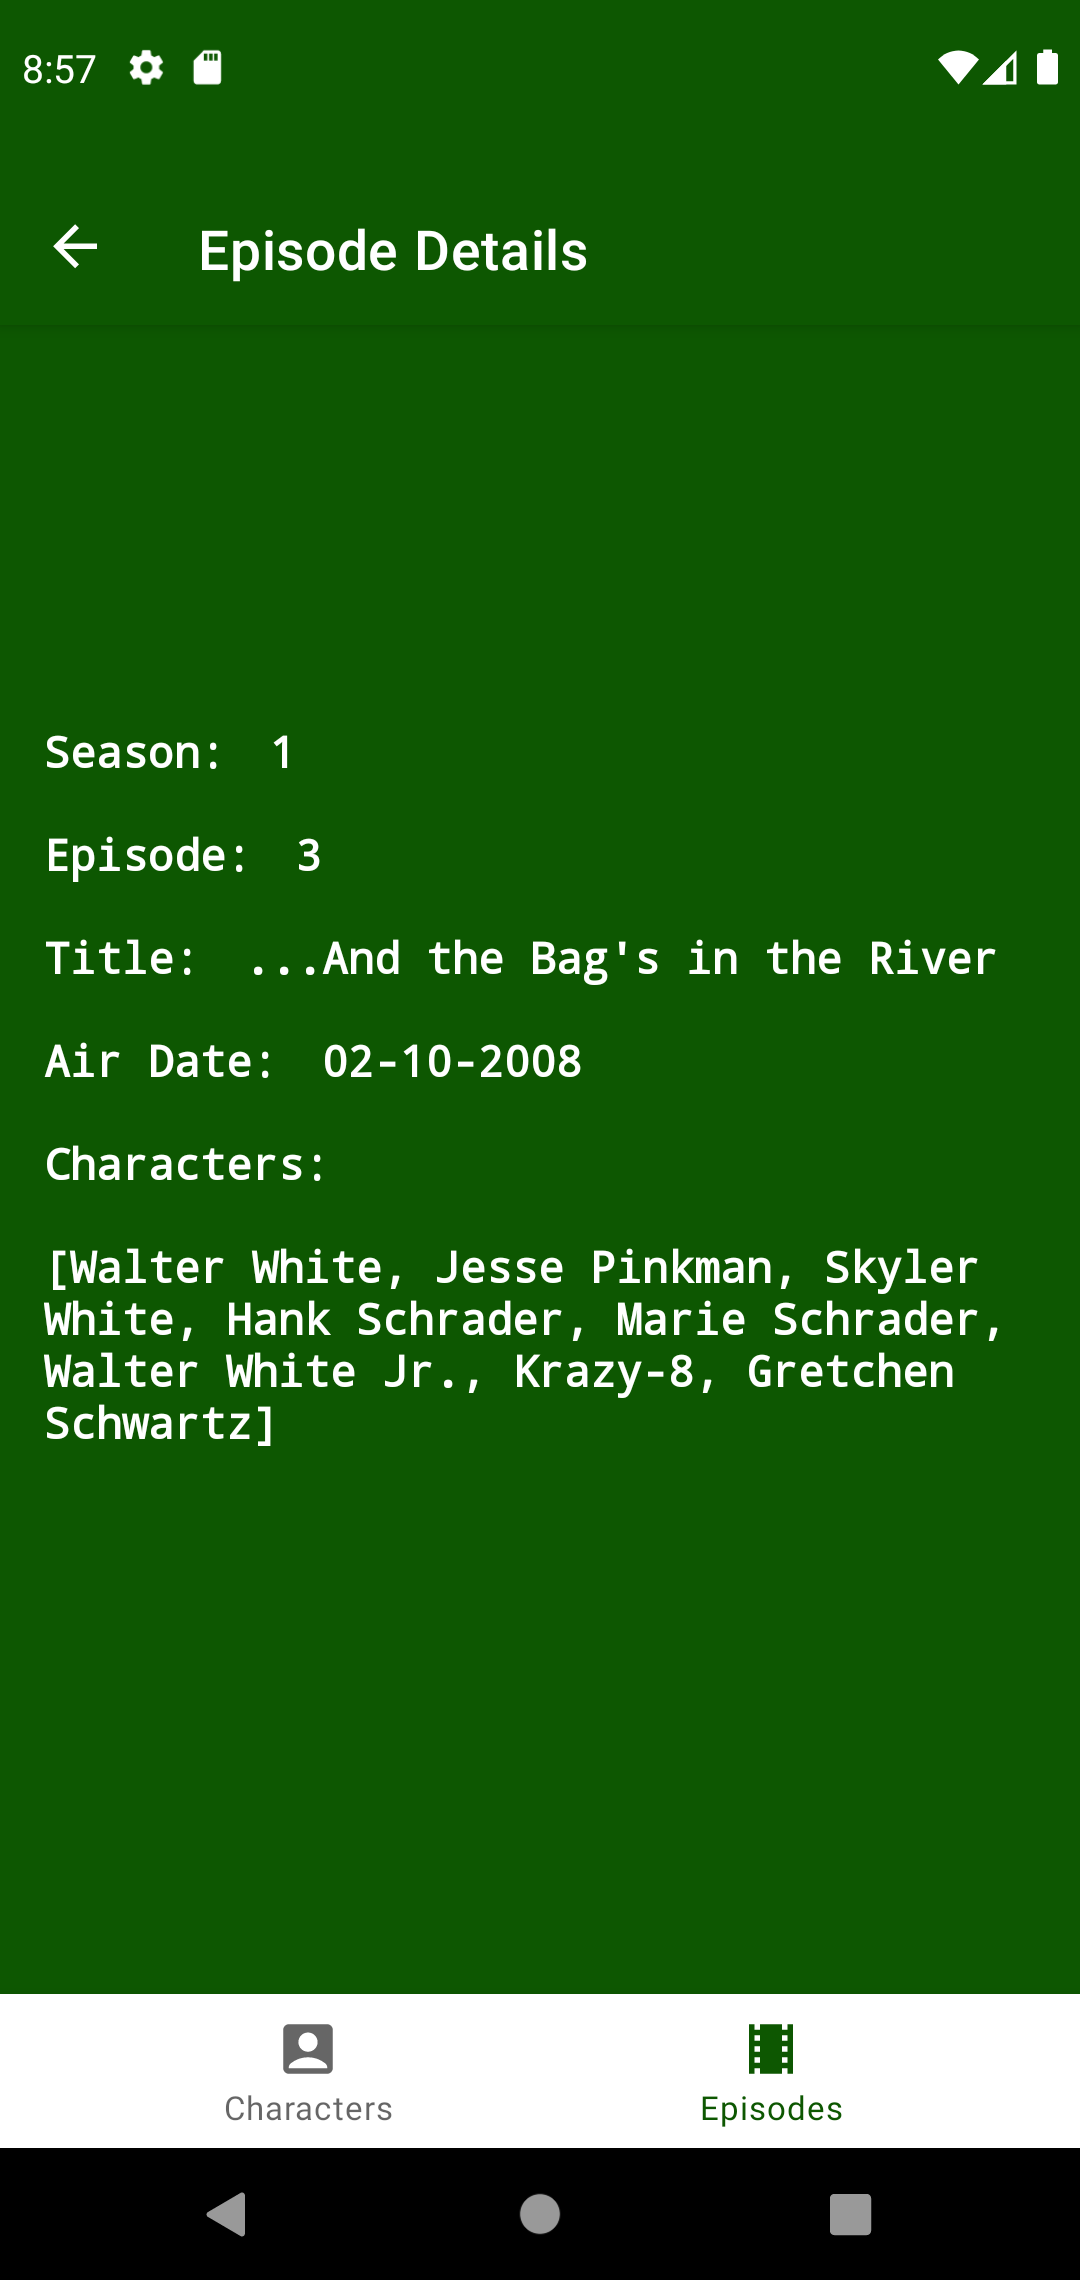 8:57
Episode Details
Season: 1
Episode: 3
Title: ...And the Bag's in the River
Air Date: 02-10-2008
Characters:
[Walter White, Jesse Pinkman, Skyler
White, Hank Schrader, Marie Schrader,
Walter White Jr., Krazy-8, Gretchen
Schwartz]
Characters
Episodes